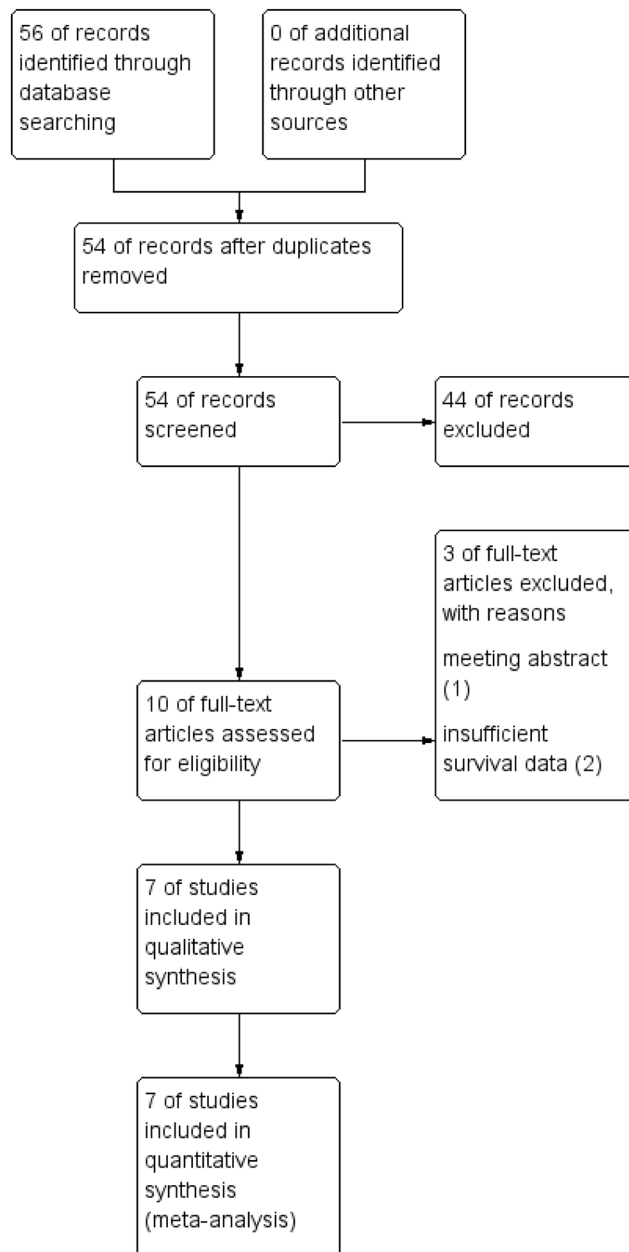 56 of records
identified through
database
searching
0 of additional
records identified
through other
sources
54 of records after duplicates
removed
54 of records
screened
44 of records
excluded
3 of full-text
articles excluded,
with reasons
meeting abstract
(1)
insufficient
survival data (2)
10 of full-text
articles assessed
for eligibility
7 of studies
included in
qualitative
synthesis
7 of studies
included in
quantitative
synthesis
(meta-analysis)